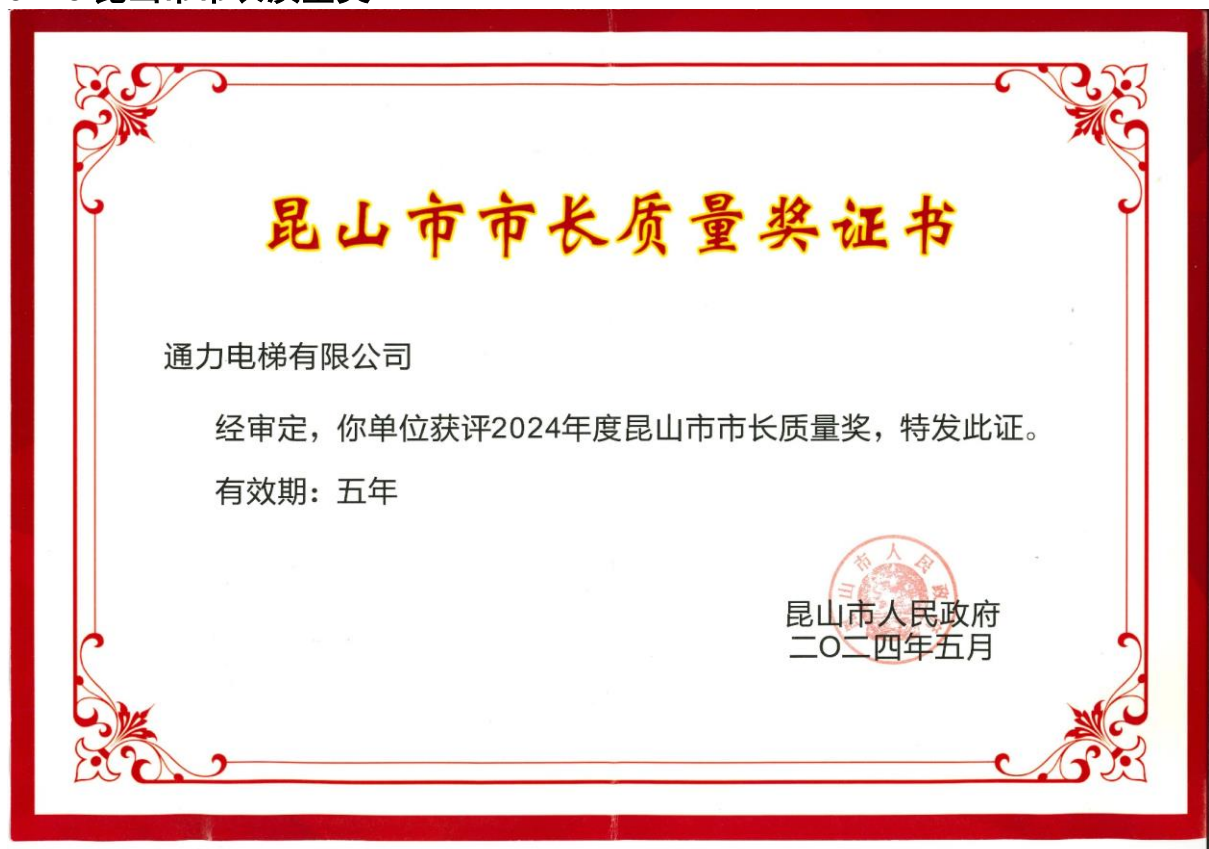 昆山市市长质量奖证书
通力电梯有限公司
经审定，你单位获评2024年度昆山市市长质量奖，特发此证。
有效期：五年
昆山市人民政府
二O二四年五月